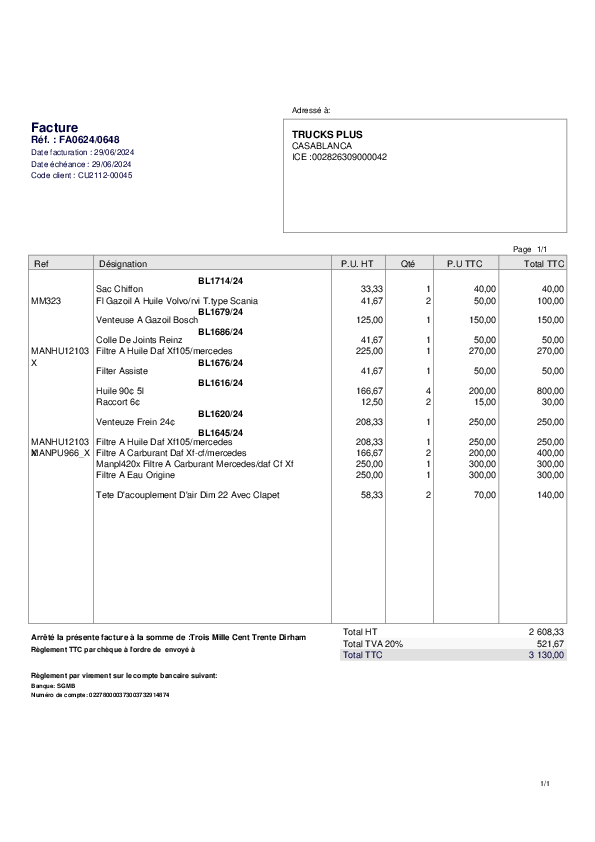 Adressé à:
Facture
Réf. : FA0624/0648
Date facturation : 29/06/2024
Date échéance : 29/06/2024
Code client : CU2112-00045
TRUCKS PLUS
CASABLANCA
ICE :002826309000042
Page 1/1
Ref Désignation P.U. HT Qté P.U TTC Total TTC
BL1714/24
Sac Chiffon 33,33 1 40,00 40,00
MM323 Fl Gazoil A Huile Volvo/rvi T.type Scania 41,67 2 50,00 100,00
BL1679/24
Venteuse A Gazoil Bosch 125,00 1 150,00 150,00
BL1686/24
Colle De Joints Reinz 41,67 1 50,00 50,00
MANHU12103 Filtre A Huile Daf Xf105/mercedes 225,00 1 270,00 270,00
X
BL1676/24
Filter Assiste 41,67 1 50,00 50,00
BL1616/24
Huile 90¢ 5l 166,67 4 200,00 800,00
Raccort 6¢ 12,50 2 15,00 30,00
BL1620/24
Venteuze Frein 24¢ 208,33 1 250,00 250,00
BL1645/24
MANHU12103 Filtre A Huile Daf Xf105/mercedes 208,33 1 250,00 250,00
X
MANPU966_X Filtre A Carburant Daf Xf-cf/mercedes 166,67 2 200,00 400,00
Manpl420x Filtre A Carburant Mercedes/daf Cf Xf 250,00 1 300,00 300,00
Filtre A Eau Origine 250,00 1 300,00 300,00
Tete D'acouplement D'air Dim 22 Avec Clapet 58,33 2 70,00 140,00
Total HT 2 608,33
Arrêté la présente facture à la somme de :Trois Mille Cent Trente Dirham
Total TVA 20% 521,67
Règlement TTC par chèque à l'ordre de envoyé à
Total TTC 3 130,00
Règlement par virement sur le compte bancaire suivant:
Banque: SGMB
Numéro de compte: 022780000373003732914874
1/1